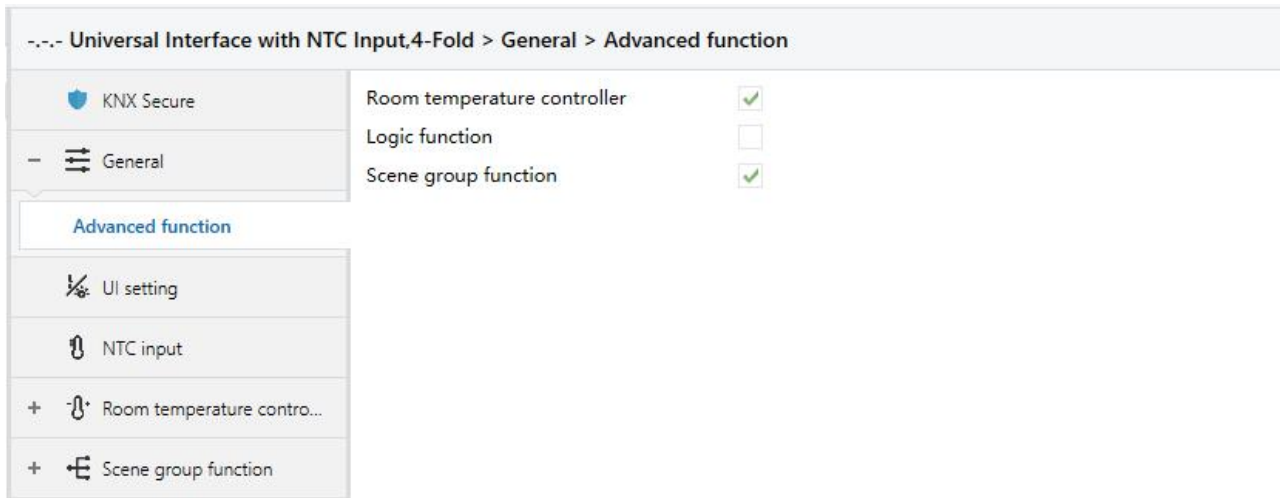 -.-.- Universal Interface with NTC Input,4-Fold > General > Advanced function
KNX Secure
General
Advanced function
UI setting
NTC input
Room temperature contro...
Scene group function
Room temperature controller
Logic function
Scene group function